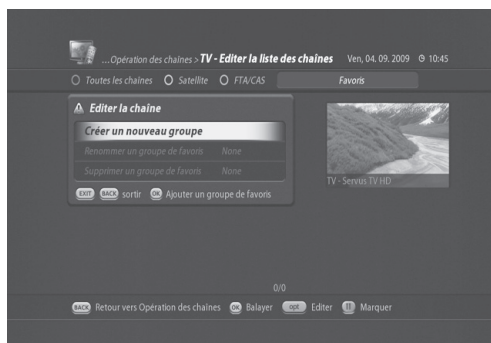 ...Opération des chaînes > TV - Editer la liste des chaînes Ven, 04. 09. 2009 10:45
Toutes les chaînes Satellite FTA/CAS Favoris
Editer la chaîne
Créer un nouveau groupe
Renommer un groupe de favoris None
Supprimer un groupe de favoris None
EXIT BACK sortir OK Ajouter un groupe de favoris
TV - Servus TV HD
0/0
BACK Retour vers Opération des chaînes OK Balayer opt Editer Marquer